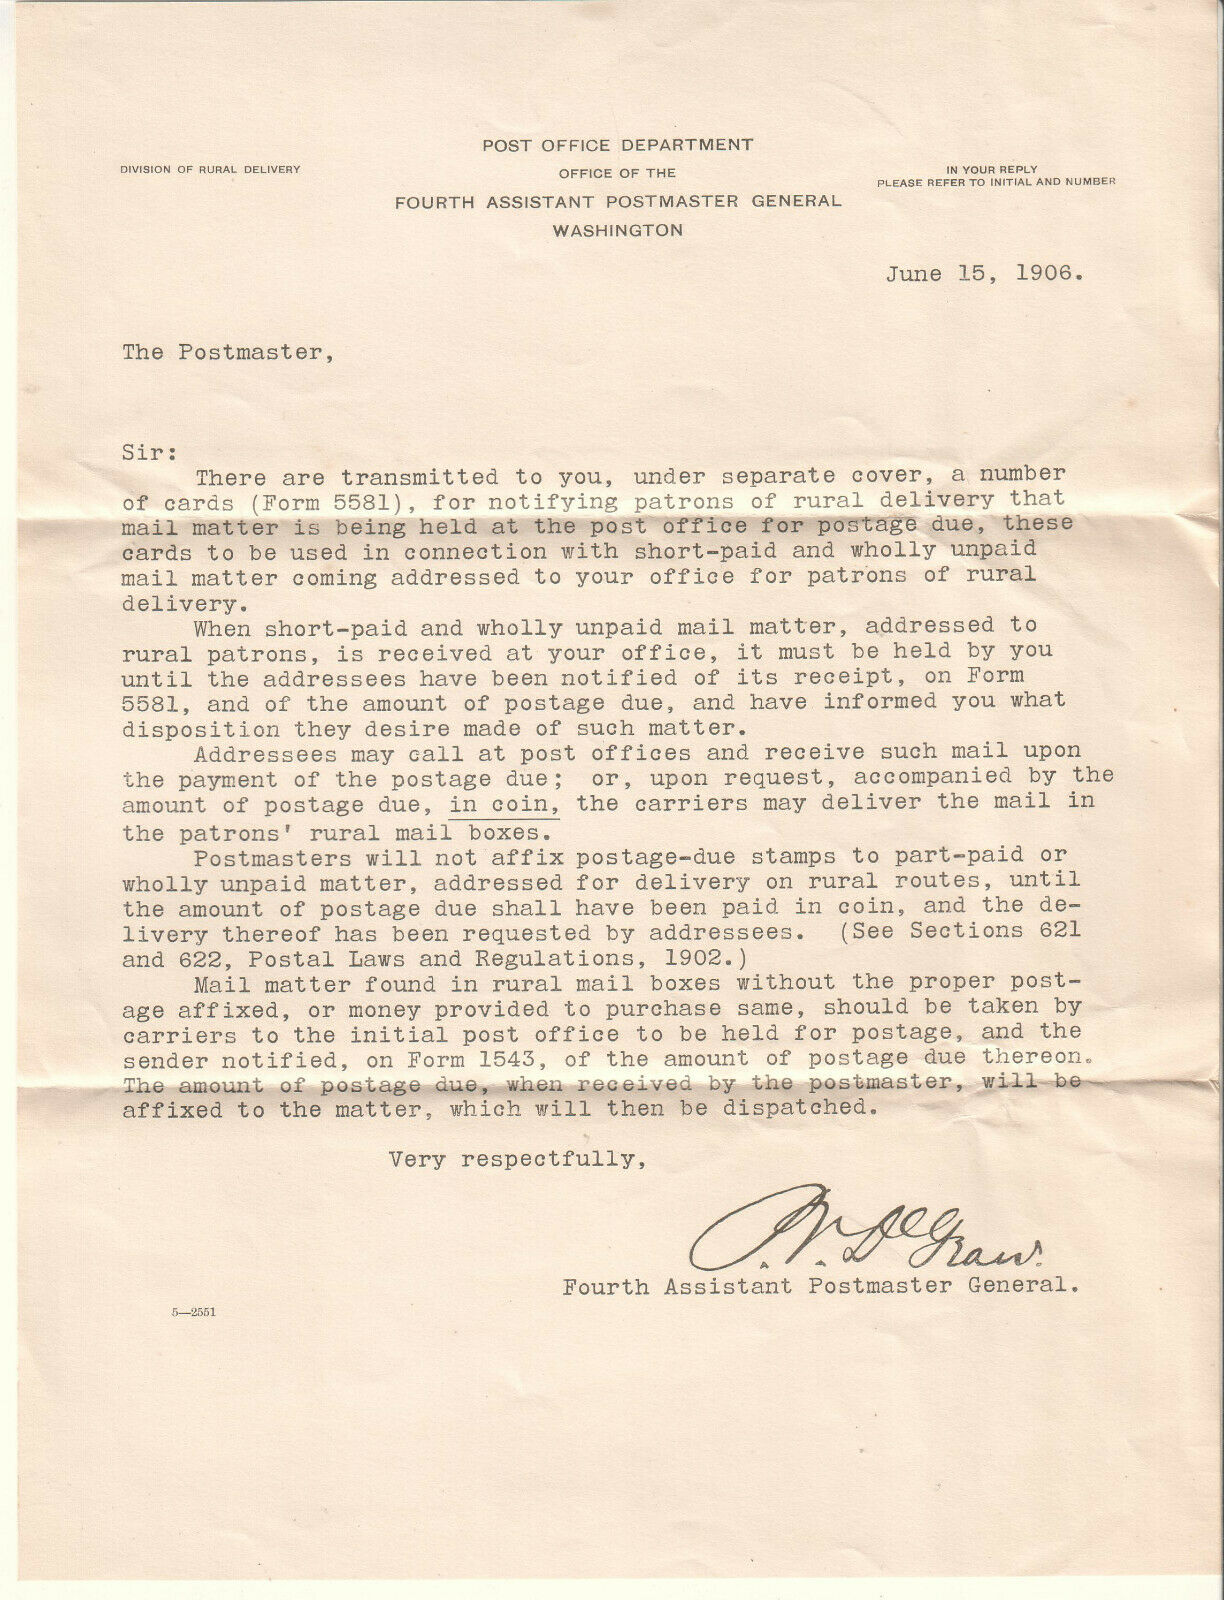 POST OFFICE DEPARTMENT
DIVISION OF RURAL DELIVERY
OFFICE OF THE
IN YOUR REPLY
PLEASE REFER TO INITIAL AND NUMBER
FOURTH ASSISTANT POSTMASTER GENERAL
WASHINGTON
June 15, 1906.
The Postmaster,
Sir:
There are transmitted to you, under separate cover, a number
of cards (Form 5581), for notifying patrons of rural delivery that
mail matter is being held at the post office for postage due, these
cards to be used in connection with short-paid and wholly unpaid
mail matter coming addressed to your office for patrons of rural
delivery.
When short-paid and wholly unpaid mail matter, addressed to
rural patrons, is received at your office, it must be held by you
until the addressees have been notified of its receipt, on Form
5581, and of the amount of postage due, and have informed you what
disposition they desire made of such matter.
Addressees may call at post offices and receive such mail upon
the payment of the postage due; or, upon request, accompanied by the
amount of postage due, in coin, the carriers may deliver the mail in
the patrons' rural mail boxes.
Postmasters will not affix postage-due stamps to part-paid or
wholly unpaid matter, addressed for delivery on rural routes, until
the amount of postage due shall have been paid in coin, and the de-
livery thereof has been requested by addressees. (See Sections 621
and 622, Postal Laws and Regulations, 1902.)
Mail matter found in rural mail boxes without the proper post-
age affixed, or money provided to purchase same, should be taken by
carriers to the initial post office to be held for postage, and the
sender notified, on Form 1543, of the amount of postage due thereon.
The amount of postage due, when received by the postmaster, will be
affixed to the matter, which will then be dispatched.
Very respectfully,
P. V. DeGraw.
Fourth Assistant Postmaster General.
5—2551